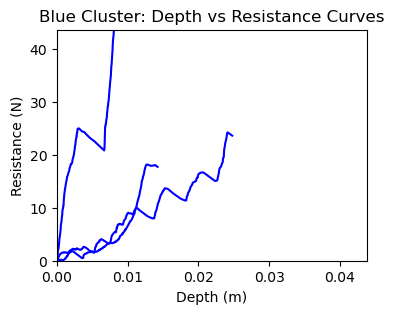 Blue Cluster: Depth vs Resistance Curves
40
30
20
10
0
Resistance (N)
0.00 0.01 0.02 0.03 0.04
Depth (m)